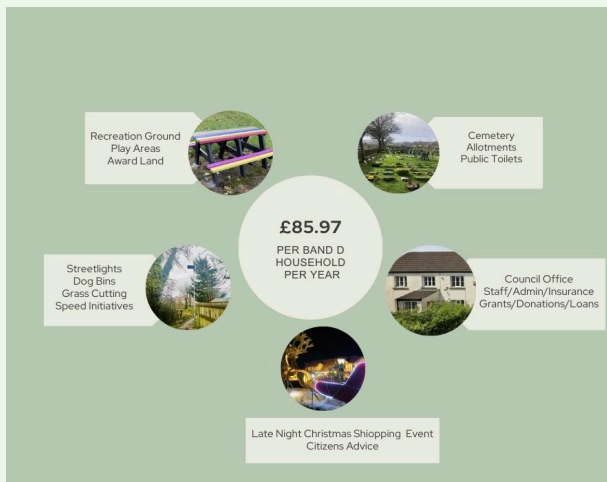 Recreation Ground
Play Areas
Award Land
Cemetery
Allotments
Public Toilets
£85.97
PER BAND D
HOUSEHOLD
PER YEAR
Streetlights
Dog Bins
Grass Cutting
Speed Initiatives
Council Office
Staff/Admin/Insurance
Grants/Donations/Loans
Late Night Christmas Shiopping Event
Citizens Advice